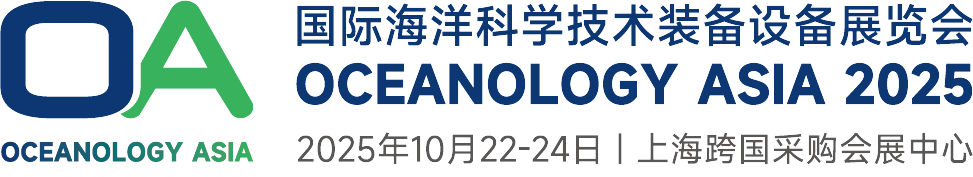 OA
OCEANOLOGY ASIA
国际海洋科学技术装备设备展览会
OCEANOLOGY ASIA 2025
2025年10月22-24日｜上海跨国采购会展中心